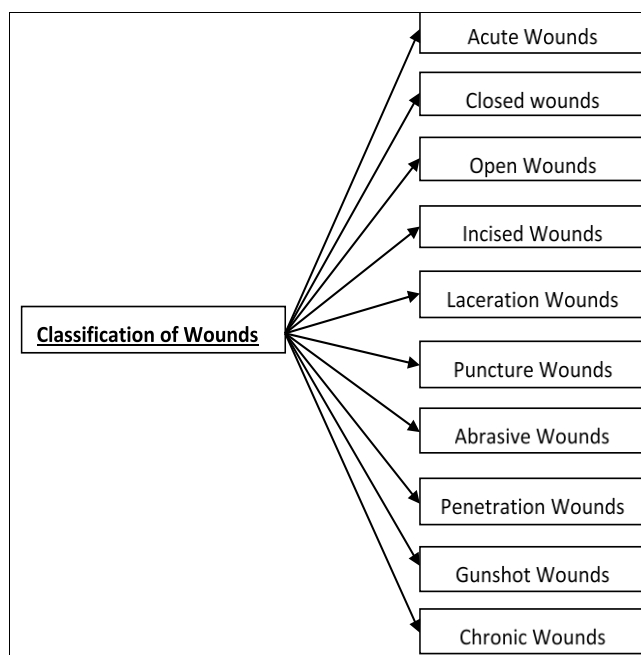 Acute Wounds
Closed wounds
Open Wounds
Incised Wounds
Laceration Wounds
Classification of Wounds
Puncture Wounds
Abrasive Wounds
Penetration Wounds
Gunshot Wounds
Chronic Wounds